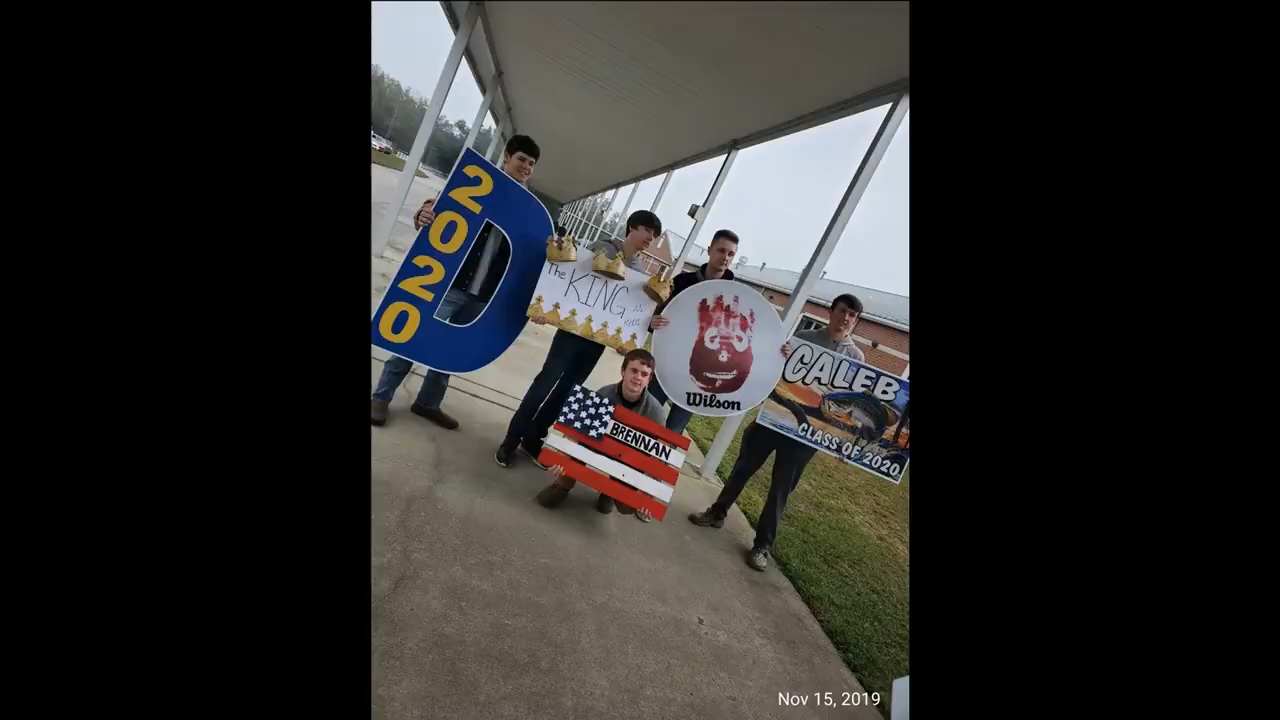 2020
The
KING
BRENNAN
Wilson
CALEB
CLASS OF 2020
Nov 15, 2019